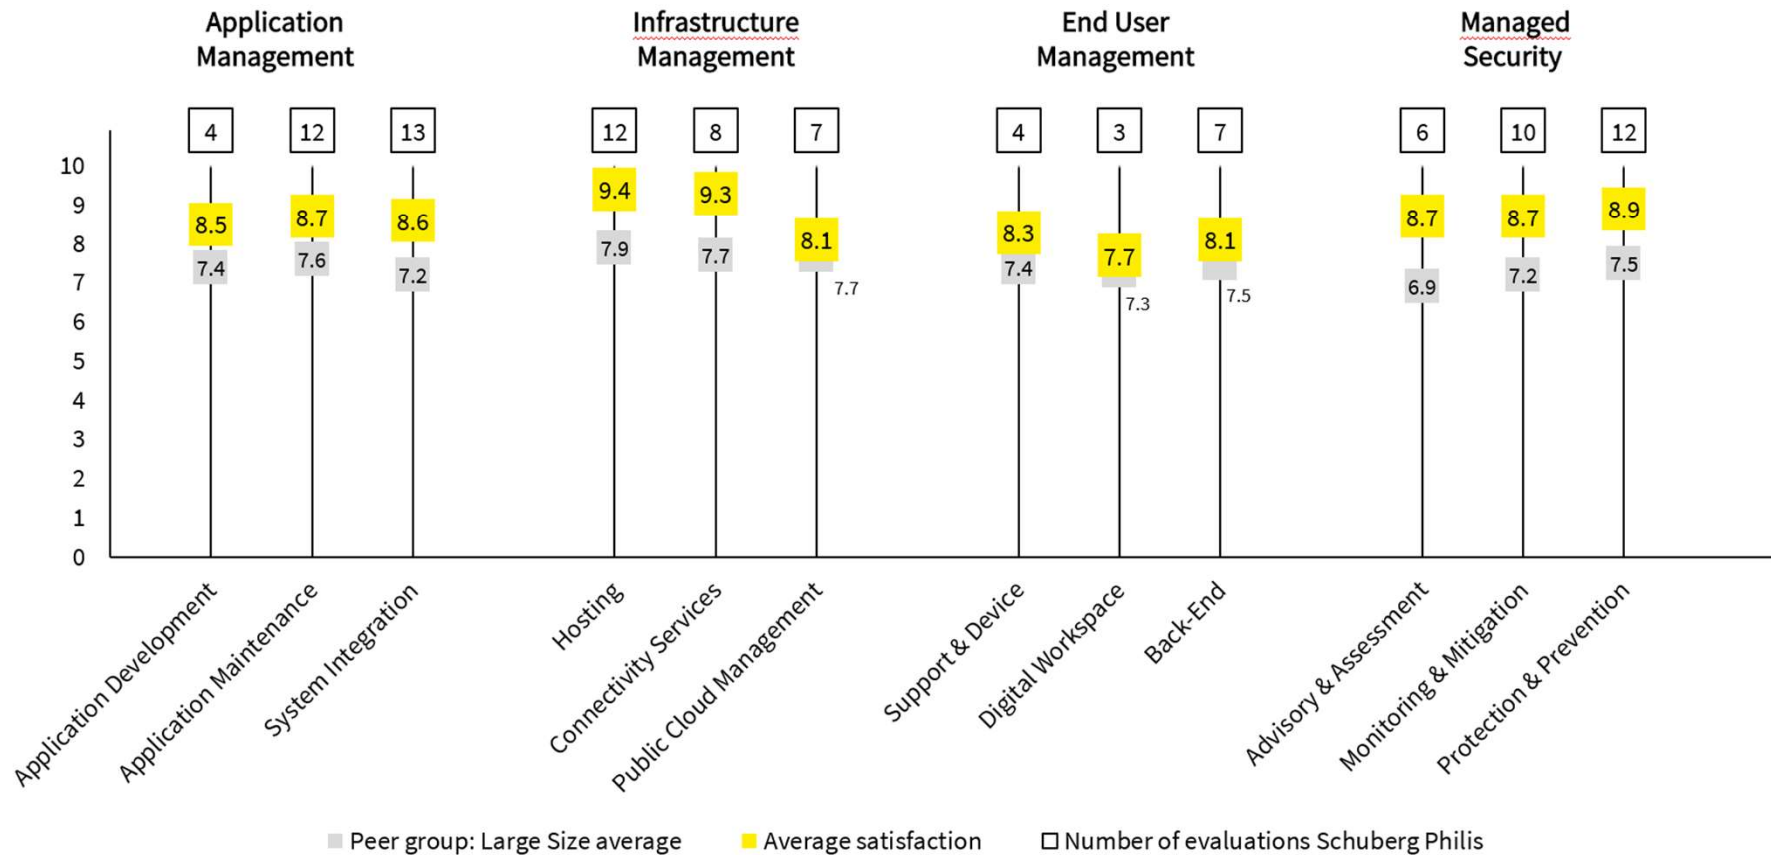 Application
Management
Infrastructure
Management
End User
Management
Managed
Security
4
12
13
12
8
7
4
3
7
6
10
12
10
9
8
7
6
5
4
3
2
1
0
8.5
7.4
8.7
7.6
8.6
7.2
9.4
7.9
9.3
7.7
8.1
7.7
8.3
7.4
7.7
7.3
8.1
7.5
8.7
6.9
8.7
7.2
8.9
7.5
Application Development
Application Maintenance
System Integration
Hosting
Connectivity Services
Public Cloud Management
Support & Device
Digital Workspace
Back-End
Advisory & Assessment
Monitoring & Mitigation
Protection & Prevention
Peer group: Large Size average
Average satisfaction
Number of evaluations Schuberg Philis